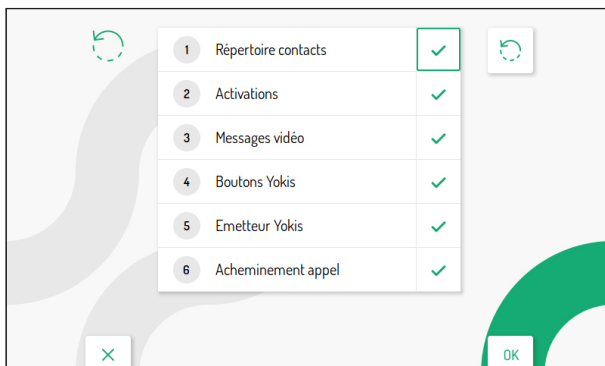 1 Répertoire contacts
2 Activations
3 Messages vidéo
4 Boutons Yokis
5 Emetteur Yokis
6 Acheminement appel
OK